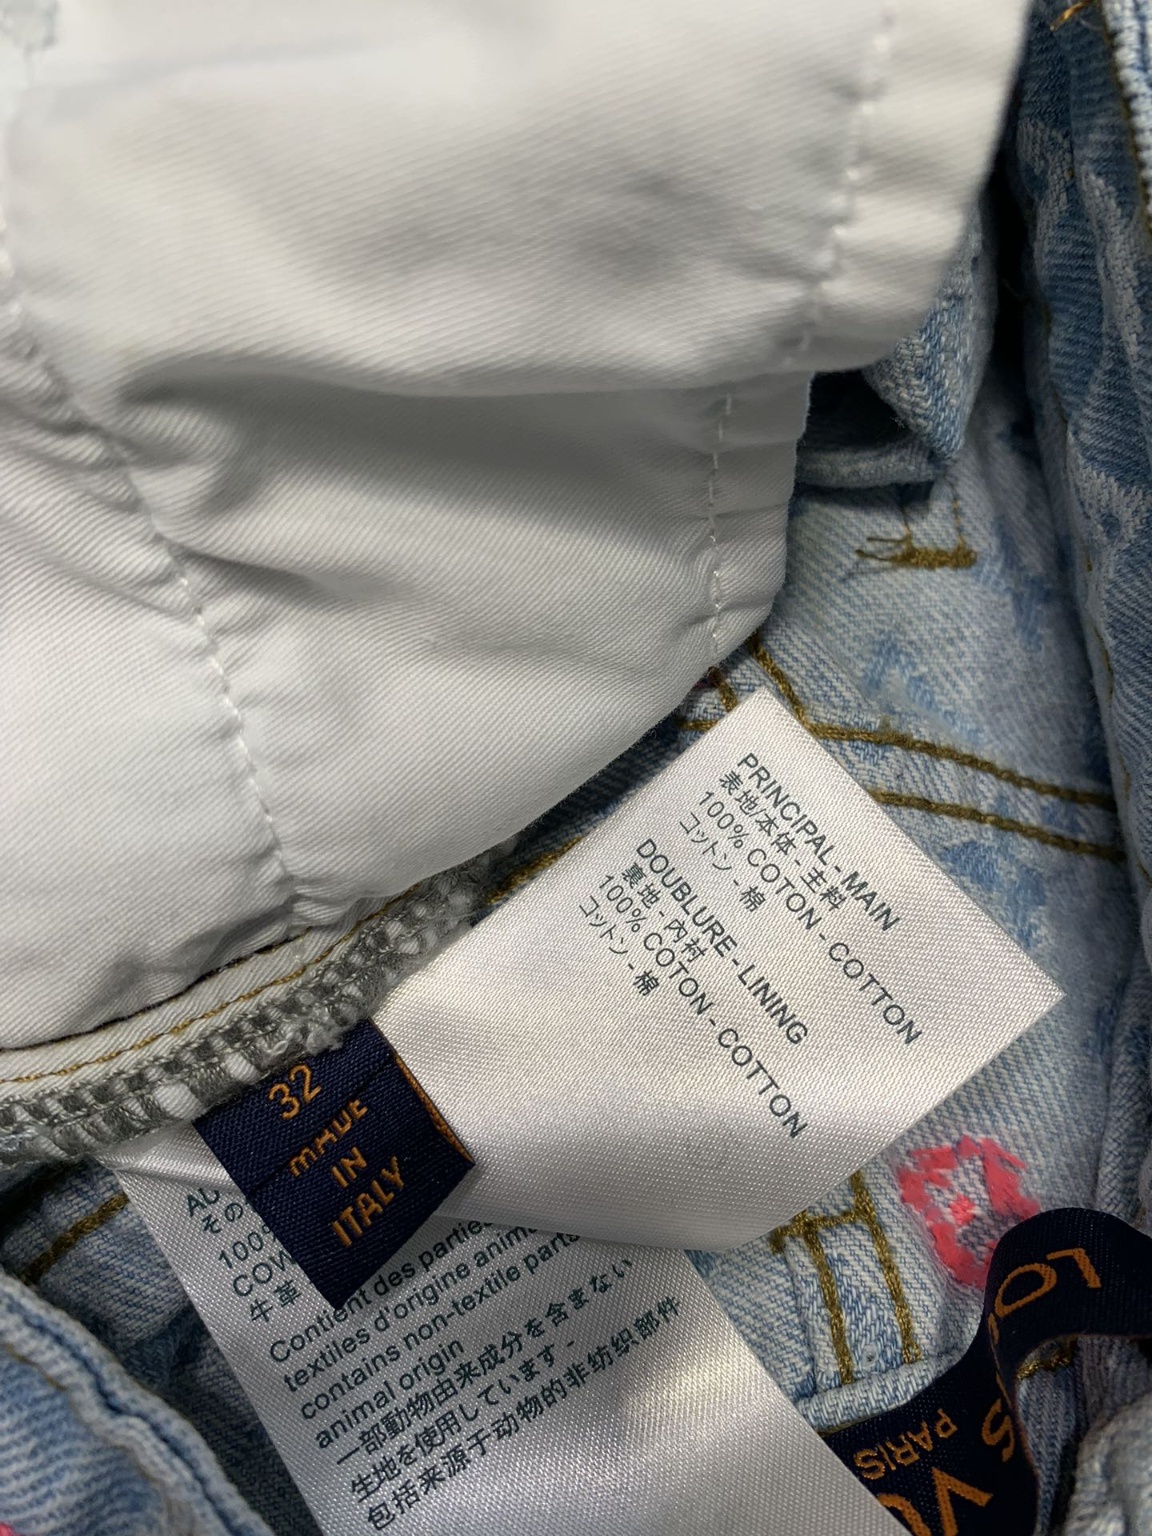 PRINCIPAL - MAIN
表地/本体 - 主料
100% COTON - COTTON
コットン - 棉
DOUBLURE - LINING
裏地 - 内衬
100% COTON - COTTON
コットン - 棉
32
MADE
IN
ITALY
その
牛革
Contient des
textiles d'origine
contains non-textile parts
animal origin
一部動物由来成分を含まない
生地を使用しています -
包括来源于动物的非纺织部件
PARIS